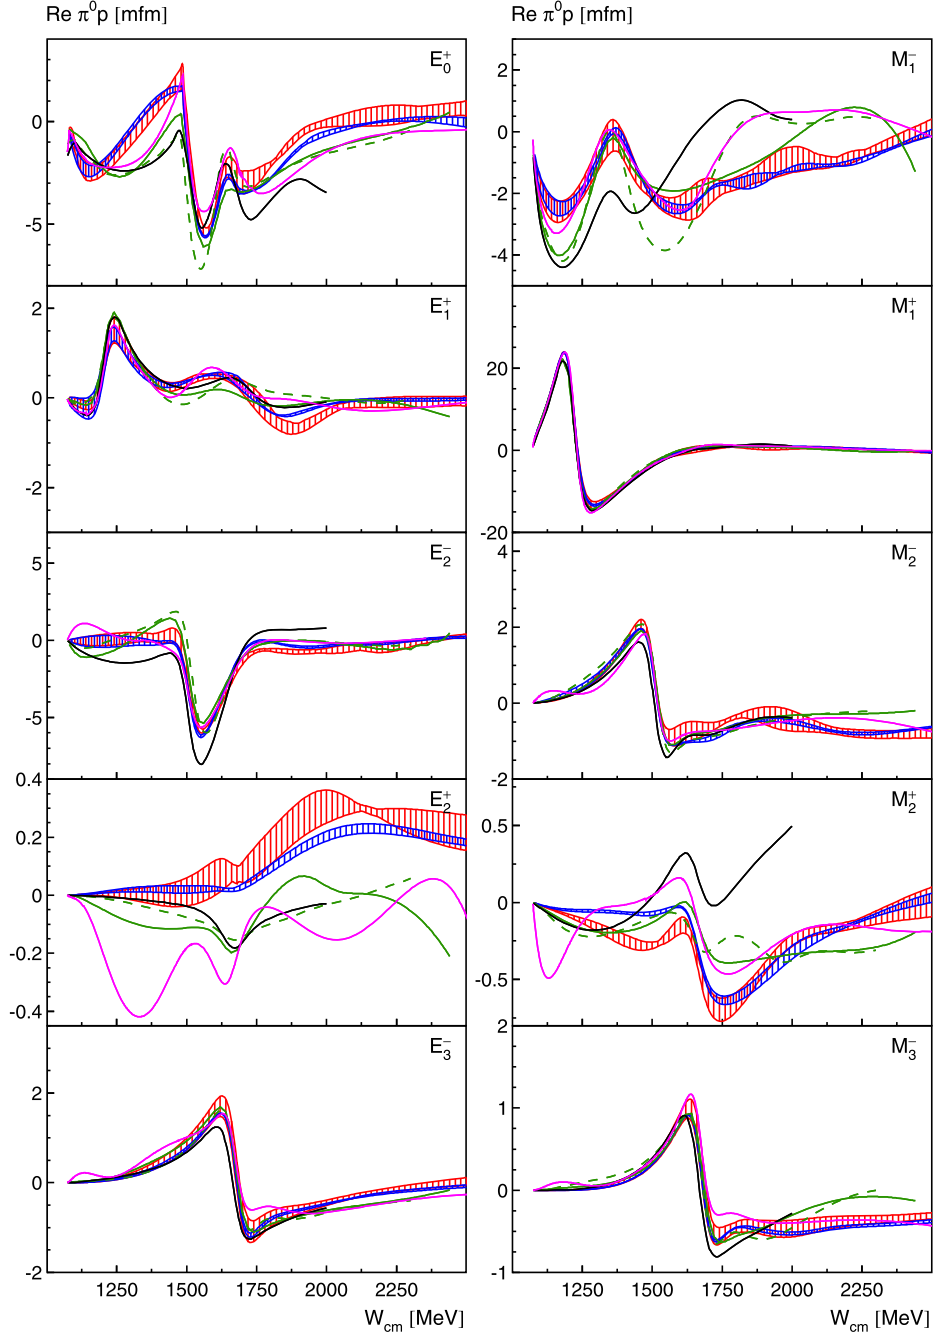 Re π⁰p [mfm] Re π⁰p [mfm]
E₀⁺ M₁⁻
0 -5
2 0 -2 -4
E₁⁺ M₁⁺
2 0 -2
20 0 -20
E₂⁻ M₂⁻
5 0 -5
4 2 0 -2
E₂⁺ M₂⁺
0.4 0.2 0 -0.2 -0.4
0.5 0 -0.5
E₃⁻ M₃⁻
2 0 -2
2 1 0 -1
1250 1500 1750 2000 2250 1250 1500 1750 2000 2250
W_cm [MeV] W_cm [MeV]